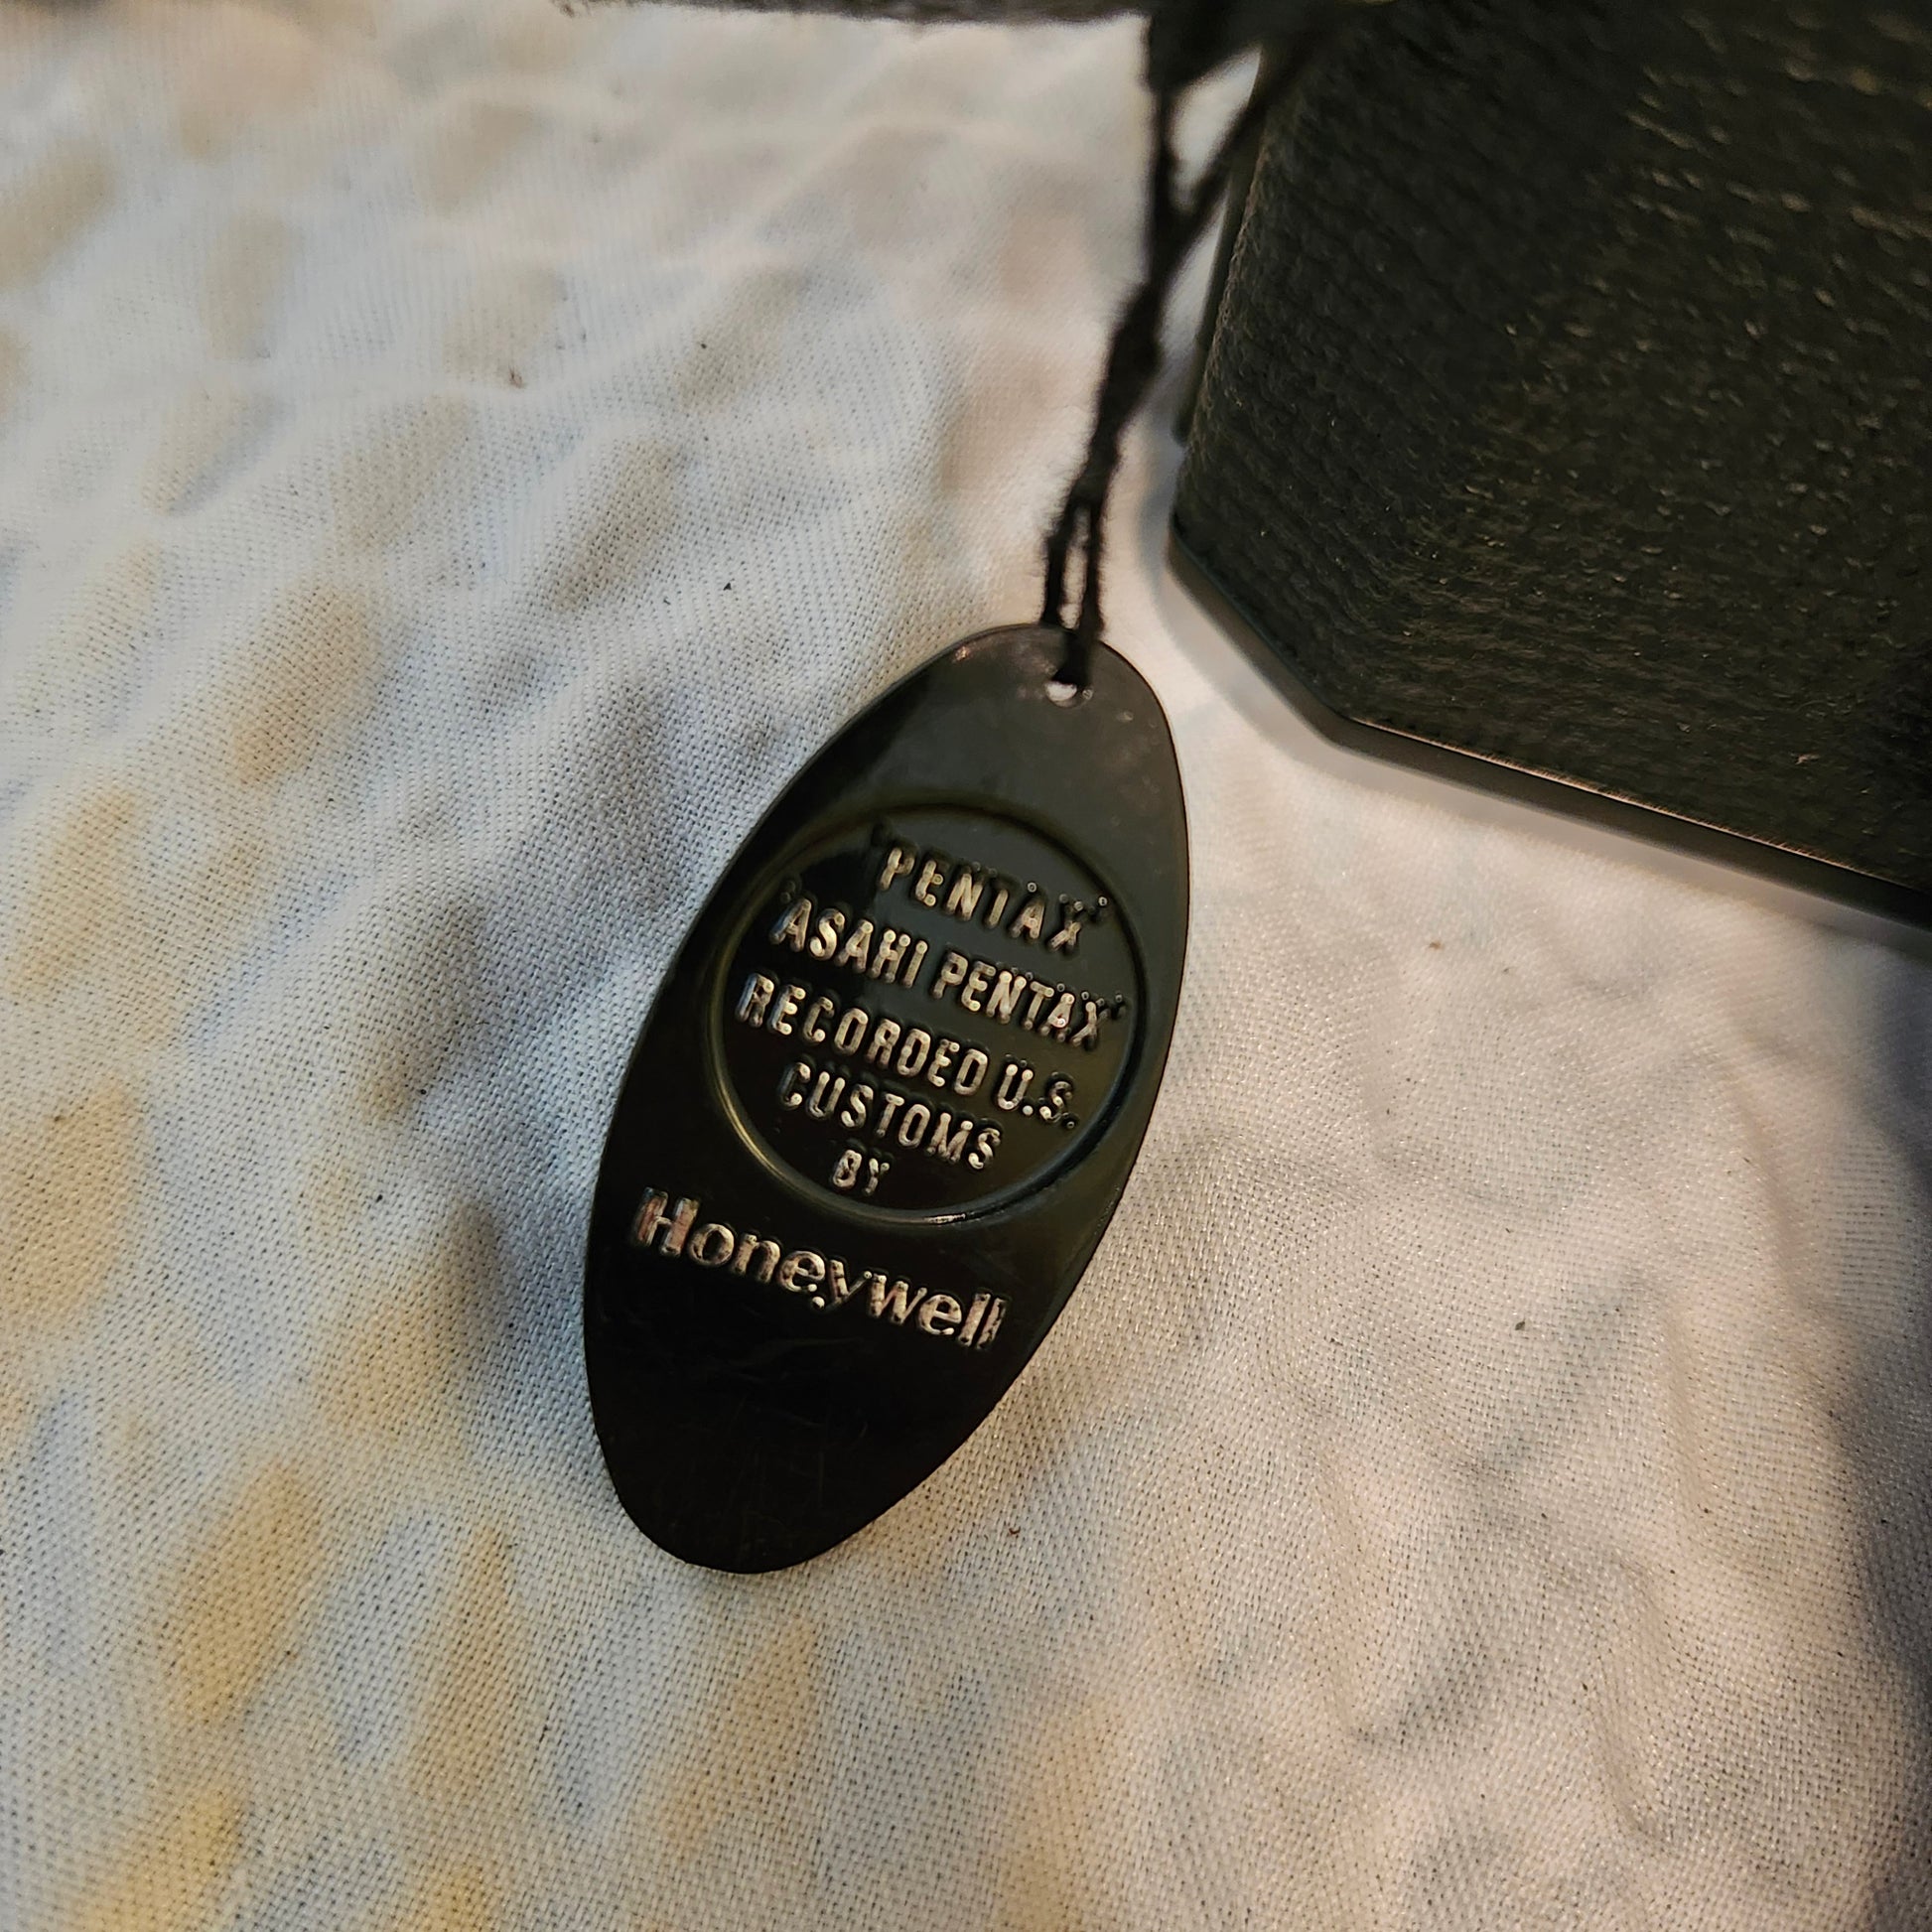 "PENTAX"
"ASAHI PENTAX"
RECORDED U.S.
CUSTOMS
BY
Honeywell